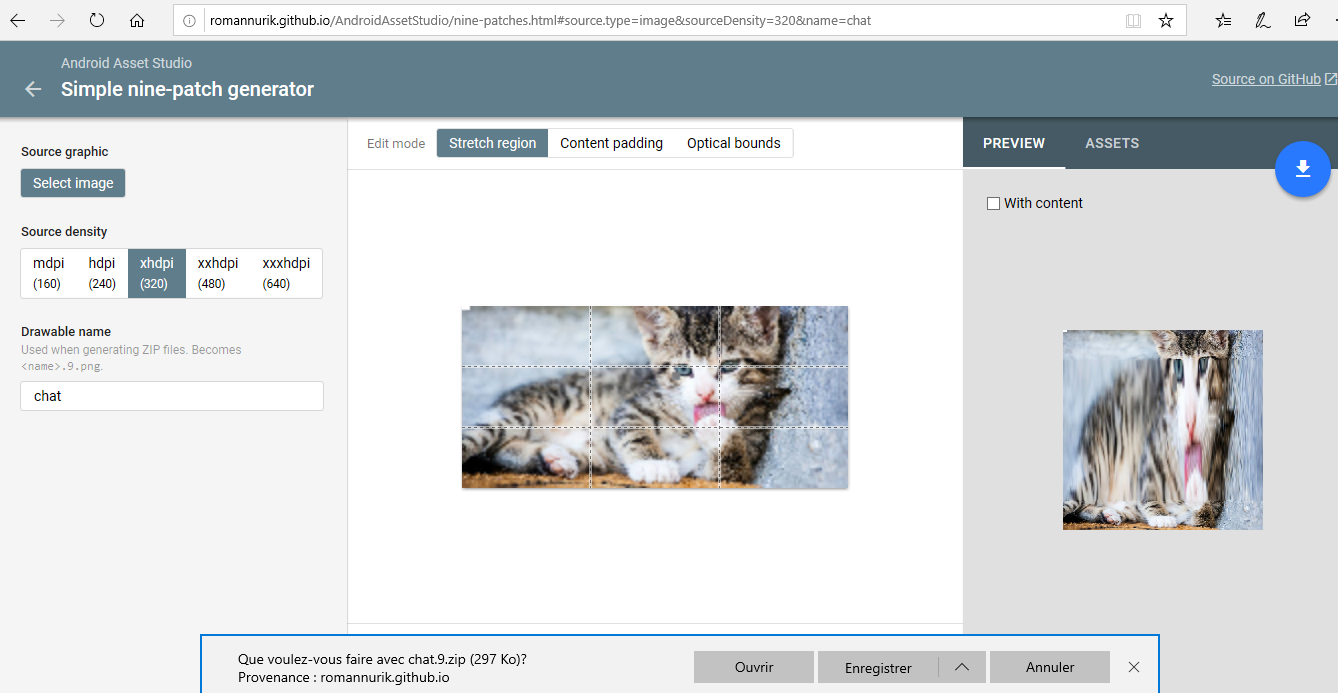 romannurik.github.io/AndroidAssetStudio/nine-patches.html#source.type=image&sourceDensity=320&name=chat
Android Asset Studio
Simple nine-patch generator
Source on GitHub
Source graphic
Select image
Source density
mdpi hdpi xhdpi xxhdpi xxxhdpi
(160) (240) (320) (480) (640)
Drawable name
Used when generating ZIP files. Becomes
<name>.9.png.
chat
Edit mode Stretch region Content padding Optical bounds
PREVIEW ASSETS
With content
Que voulez-vous faire avec chat.9.zip (297 Ko)?
Provenance : romannurik.github.io
Ouvrir Enregistrer Annuler